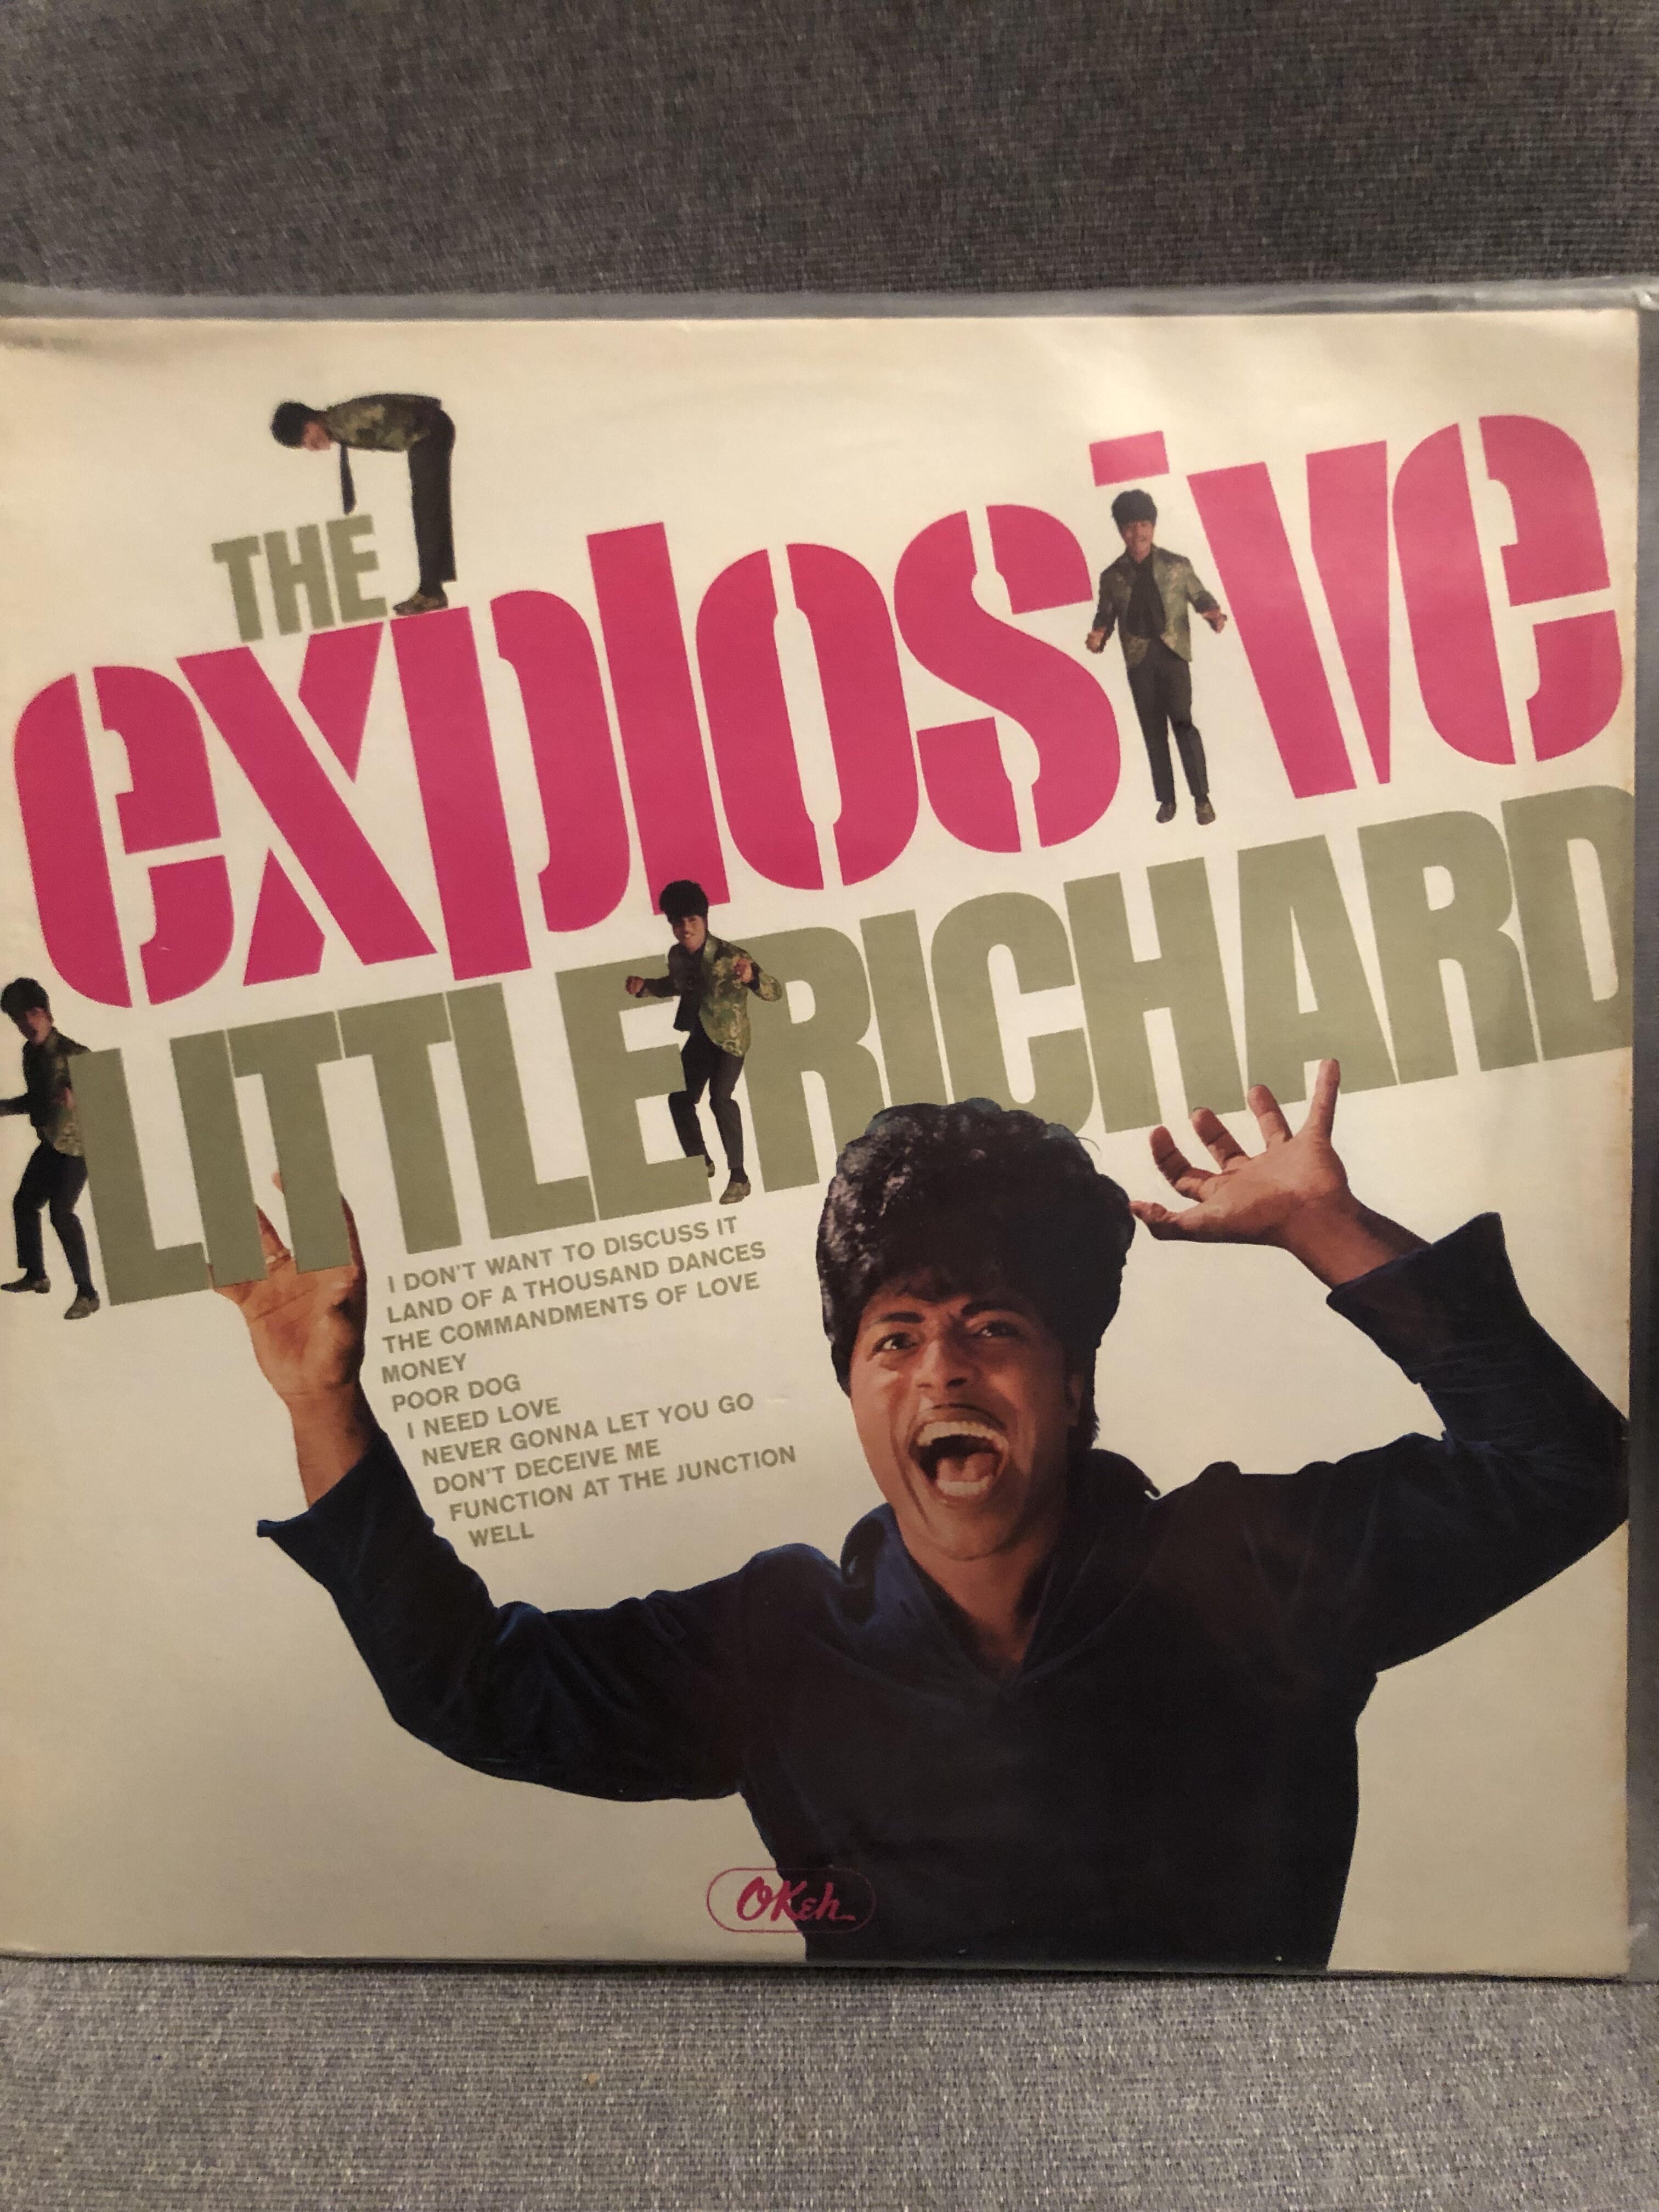 THE
explosive
LITTLE RICHARD
I DON'T WANT TO DISCUSS IT
LAND OF A THOUSAND DANCES
THE COMMANDMENTS OF LOVE
MONEY
POOR DOG
I NEED LOVE
NEVER GONNA LET YOU GO
DON'T DECEIVE ME
FUNCTION AT THE JUNCTION
WELL
OKeh